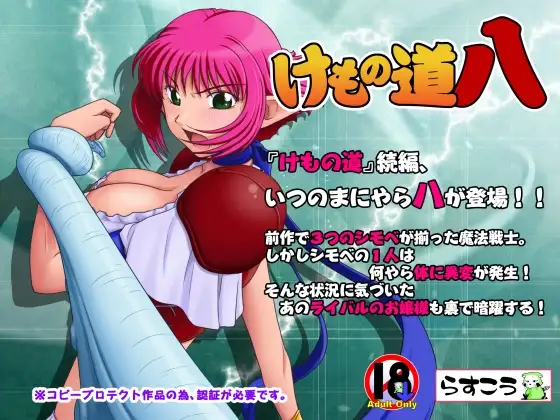 けもの道八
『けもの道』続編、
いつのまにやら八が登場！！
前作で３つのシモベが揃った魔法戦士。
しかしシモベの１人は
何やら体に異変が発生！
そんな状況に気づいた
あのライバルのお嬢様も裏で暗躍する！
※コピープロテクト作品の為、認証が必要です。
18
Adult Only
らすこう